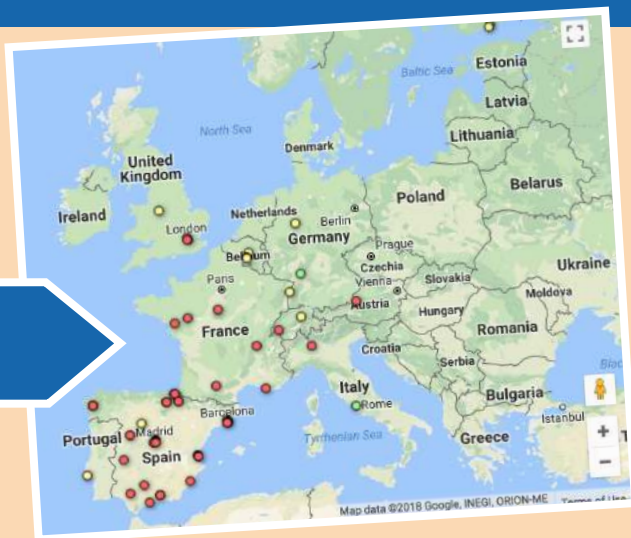 Estonia
Baltic Sea
Latvia
North Sea
Lithuania
Denmark
United
Kingdom
Belarus
Poland
Ireland
Netherlands
Berlin
London
Germany
Belgium
Prague
Ukraine
Czechia
Paris
Vienna
Slovakia
Moldova
Austria
Hungary
France
Romania
Croatia
Serbia
Italy
Bulgaria
Barcelona
Rome
Istanbul
Portugal
Madrid
Spain
Tyrrhenian Sea
Greece
Map data ©2018 Google, INEGI, ORION-ME